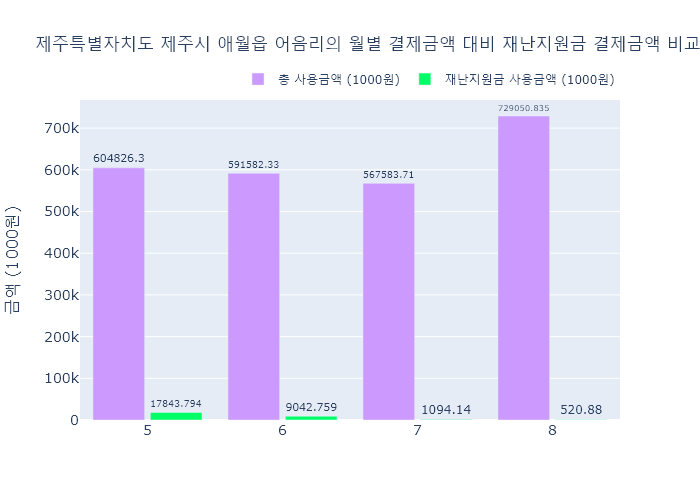 제주특별자치도 제주시 애월읍 어음리의 월별 결제금액 대비 재난지원금 결제금액 비교
총 사용금액 (1000원) 재난지원금 사용금액 (1000원)
금액 (1000원)
700k
600k
500k
400k
300k
200k
100k
0
604826.3
17843.794
591582.33
9042.759
567583.71
1094.14
729050.835
520.88
5 6 7 8